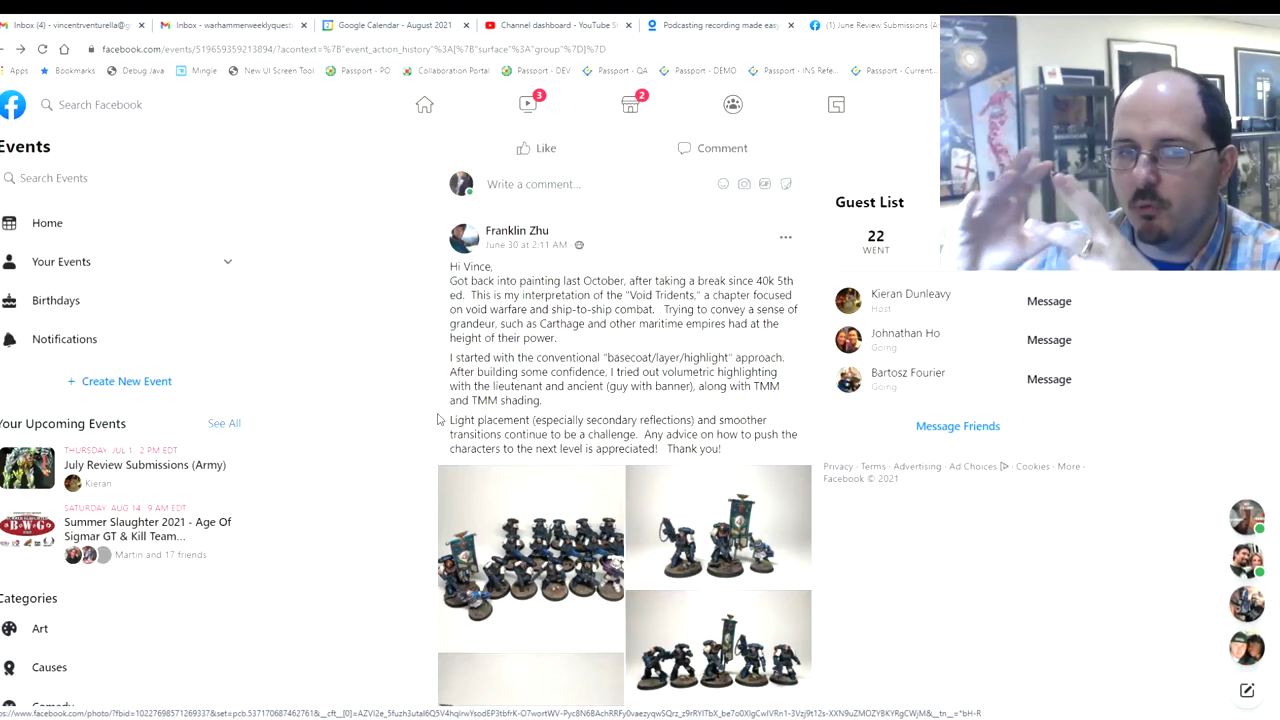 Inbox (4) - vincentrventurella@g
Inbox - warhammerweeklyquest
Google Calendar - August 2021
Channel dashboard - YouTube S
Podcasting recording made easy
(1) June Review Submissions (A
facebook.com/events/519659359213894/?acontext=%7B"event_action_history"%3A[%7B"surface"%3A"group"%7D]%7D
Apps
Bookmarks
Debug Java
Mingle
New UI Screen Tool
Passport - PO
Collaboration Portal
Passport - DEV
Passport - QA
Passport - DEMO
Passport - INS Refe...
Passport - Current...
Search Facebook
3
2
Events
Search Events
Home
Your Events
Birthdays
Notifications
+ Create New Event
Your Upcoming Events
See All
THURSDAY, JUL 1 · 2 PM EDT
July Review Submissions (Army)
Kieran
SATURDAY, AUG 14 · 9 AM EDT
Summer Slaughter 2021 - Age Of
Sigmar GT & Kill Team...
Martin and 17 friends
Categories
Art
Causes
Comedy
Like
Comment
Write a comment...
Franklin Zhu
June 30 at 2:11 AM ·
Hi Vince,
Got back into painting last October, after taking a break since 40k 5th
ed. This is my interpretation of the "Void Tridents," a chapter focused
on void warfare and ship-to-ship combat. Trying to convey a sense of
grandeur, such as Carthage and other maritime empires had at the
height of their power.
I started with the conventional "basecoat/layer/highlight" approach.
After building some confidence, I tried out volumetric highlighting
with the lieutenant and ancient (guy with banner), along with TMM
and TMM shading.
Light placement (especially secondary reflections) and smoother
transitions continue to be a challenge. Any advice on how to push the
characters to the next level is appreciated! Thank you!
Guest List
22
WENT
Kieran Dunleavy
Host
Message
Johnathan Ho
Going
Message
Bartosz Fourier
Going
Message
Message Friends
Privacy · Terms · Advertising · Ad Choices · Cookies · More ·
Facebook © 2021